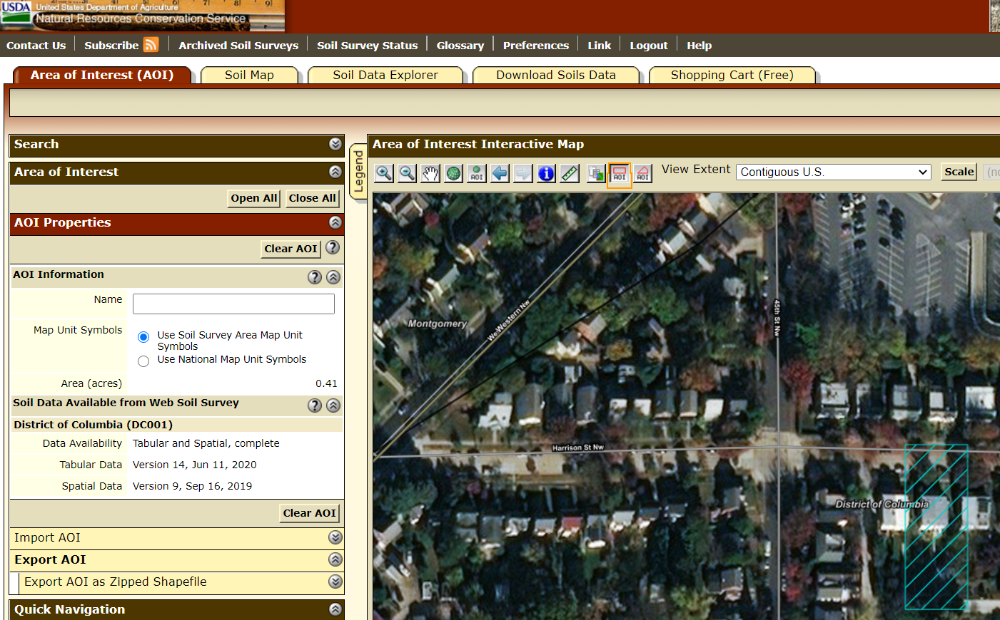 USDA United States Department of Agriculture
Natural Resources Conservation Service
Contact Us Subscribe Archived Soil Surveys Soil Survey Status Glossary Preferences Link Logout Help
Area of Interest (AOI) Soil Map Soil Data Explorer Download Soils Data Shopping Cart (Free)
Search
Area of Interest
Open All Close All
AOI Properties
Clear AOI ?
AOI Information ?
Name
Map Unit Symbols
Use Soil Survey Area Map Unit
Symbols
Use National Map Unit Symbols
Area (acres) 0.41
Soil Data Available from Web Soil Survey ?
District of Columbia (DC001)
Data Availability Tabular and Spatial, complete
Tabular Data Version 14, Jun 11, 2020
Spatial Data Version 9, Sep 16, 2019
Clear AOI
Import AOI
Export AOI
Export AOI as Zipped Shapefile
Quick Navigation
Legend
Area of Interest Interactive Map
AOI i AOI AOI View Extent Contiguous U.S. Scale (no
Montgomery
Western Nw
45th St Nw
Harrison St Nw
District of Columbia